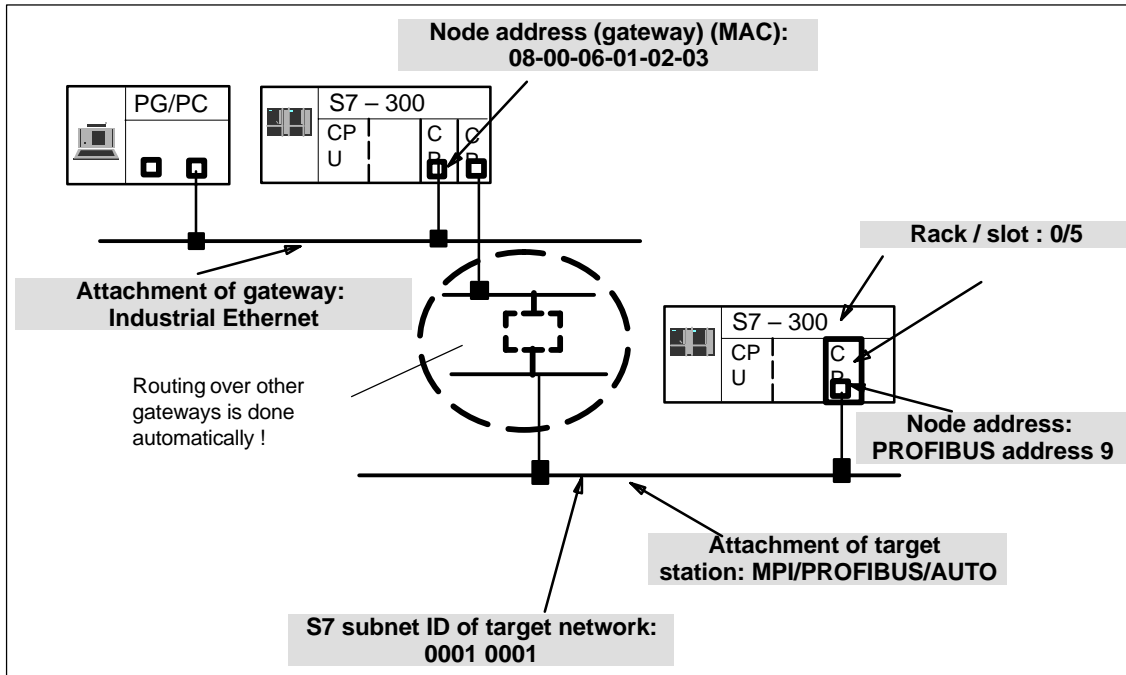 Node address (gateway) (MAC):
08-00-06-01-02-03
PG/PC
S7 – 300
CP
U
C
P
C
P
Rack / slot : 0/5
Attachment of gateway:
Industrial Ethernet
S7 – 300
CP
U
C
P
Routing over other
gateways is done
automatically !
Node address:
PROFIBUS address 9
Attachment of target
station: MPI/PROFIBUS/AUTO
S7 subnet ID of target network:
0001 0001